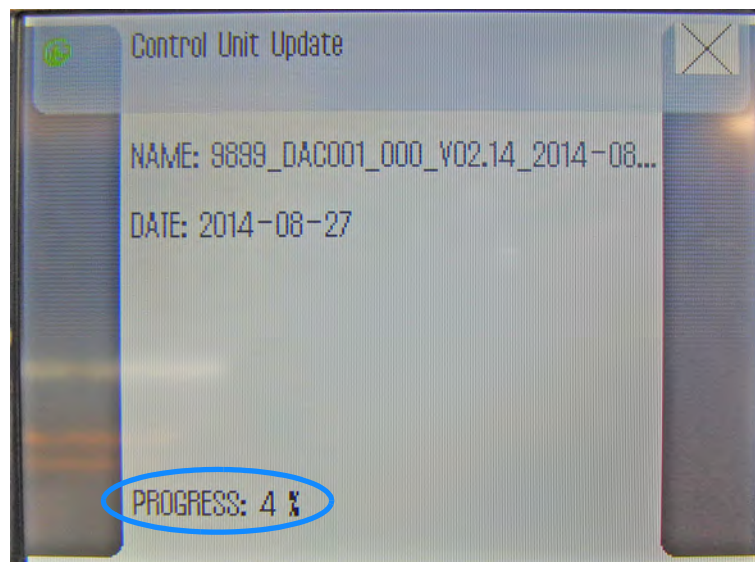 Control Unit Update
NAME: 9899_DAC001_000_V02.14_2014-08...
DATE: 2014-08-27
PROGRESS: 4 %